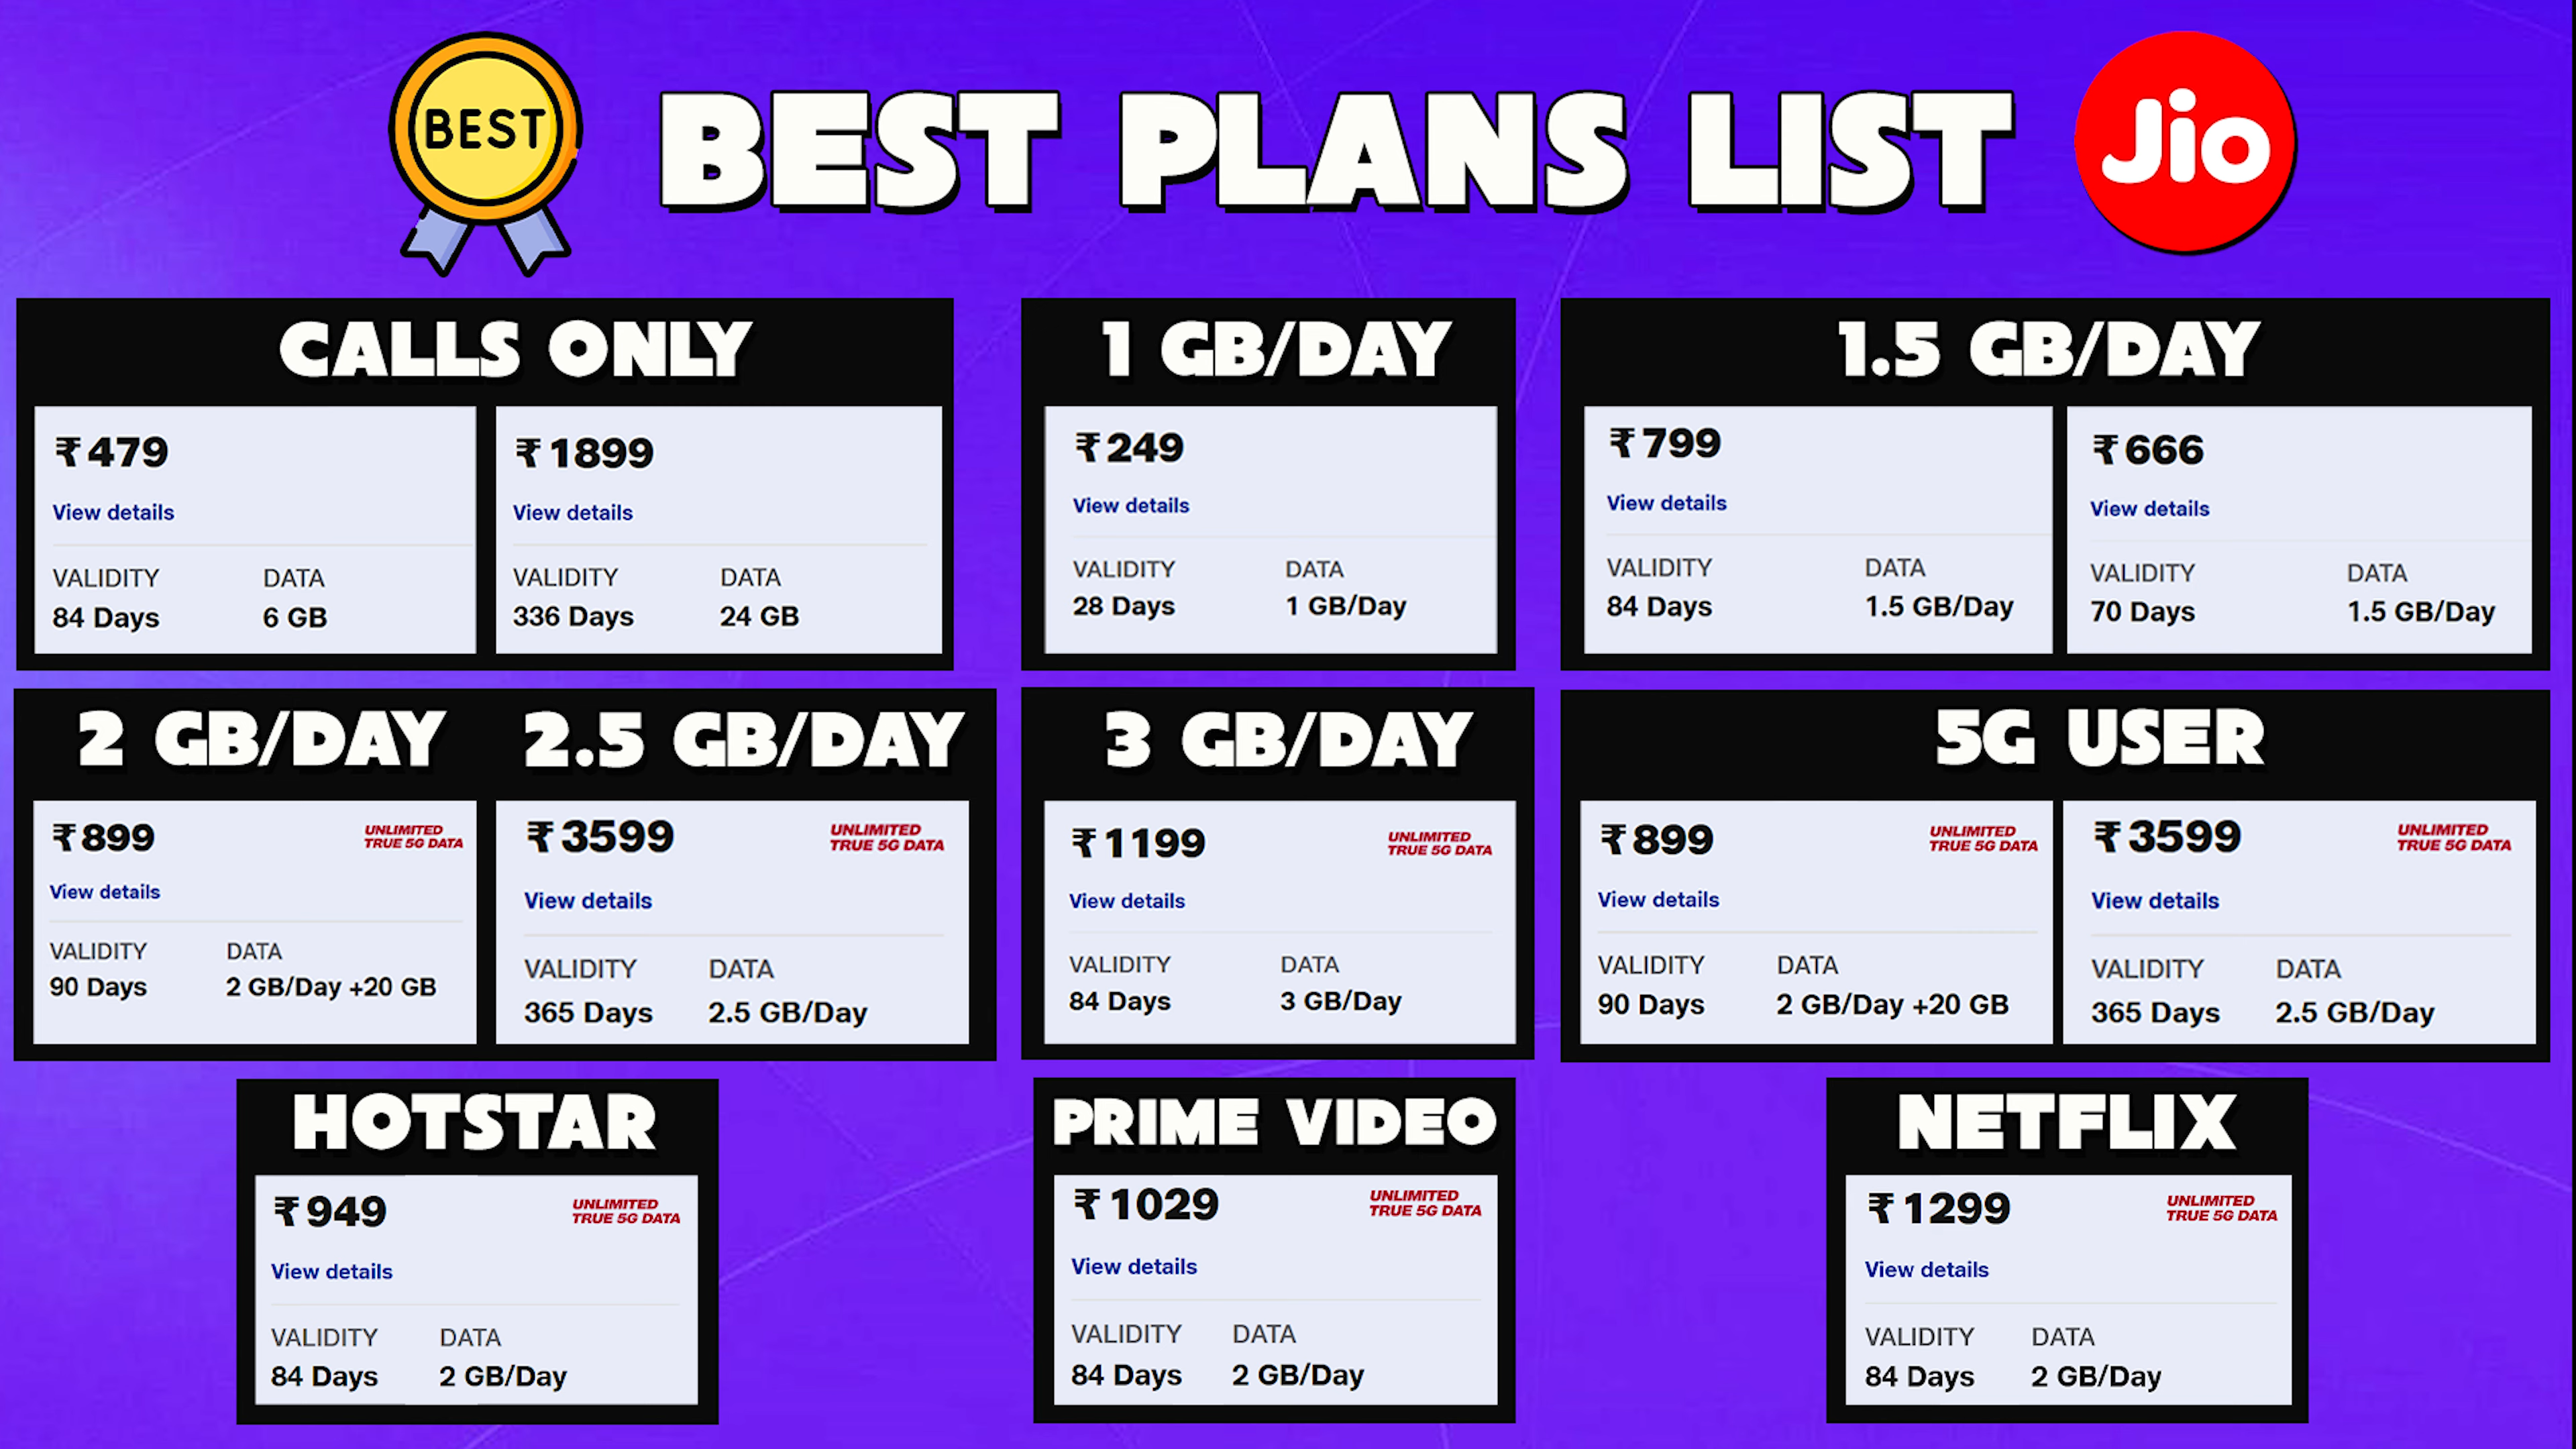 BEST
BEST PLANS LIST
Jio
CALLS ONLY
₹479
View details
VALIDITY DATA
84 Days 6 GB
₹1899
View details
VALIDITY DATA
336 Days 24 GB
1 GB/DAY
₹249
View details
VALIDITY DATA
28 Days 1 GB/Day
1.5 GB/DAY
₹799
View details
VALIDITY DATA
84 Days 1.5 GB/Day
₹666
View details
VALIDITY DATA
70 Days 1.5 GB/Day
2 GB/DAY
₹899
UNLIMITED
TRUE 5G DATA
View details
VALIDITY DATA
90 Days 2 GB/Day +20 GB
2.5 GB/DAY
₹3599
UNLIMITED
TRUE 5G DATA
View details
VALIDITY DATA
365 Days 2.5 GB/Day
3 GB/DAY
₹1199
UNLIMITED
TRUE 5G DATA
View details
VALIDITY DATA
84 Days 3 GB/Day
5G USER
₹899
UNLIMITED
TRUE 5G DATA
View details
VALIDITY DATA
90 Days 2 GB/Day +20 GB
₹3599
UNLIMITED
TRUE 5G DATA
View details
VALIDITY DATA
365 Days 2.5 GB/Day
HOTSTAR
₹949
UNLIMITED
TRUE 5G DATA
View details
VALIDITY DATA
84 Days 2 GB/Day
PRIME VIDEO
₹1029
UNLIMITED
TRUE 5G DATA
View details
VALIDITY DATA
84 Days 2 GB/Day
NETFLIX
₹1299
UNLIMITED
TRUE 5G DATA
View details
VALIDITY DATA
84 Days 2 GB/Day